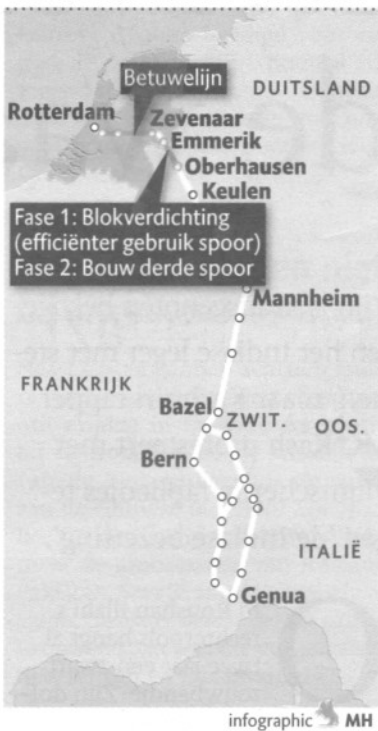 Betuwelijn
DUITSLAND
Rotterdam
Zevenaar
Emmerik
Oberhausen
Keulen
Fase 1: Blokverdichting
(efficiënter gebruik spoor)
Fase 2: Bouw derde spoor
Mannheim
FRANKRIJK
Bazel
ZWIT.
OOS.
Bern
ITALIË
Genua
infographic MH